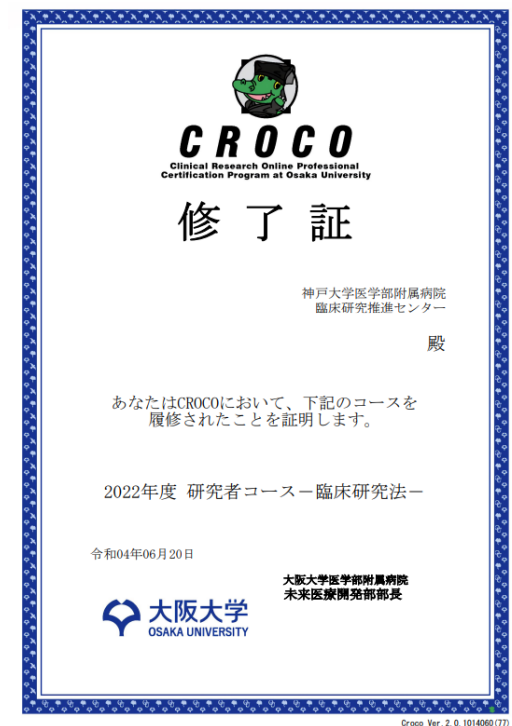 CROCO
Clinical Research Online Professional
Certification Program at Osaka University
修了証
神戸大学医学部附属病院
臨床研究推進センター
殿
あなたはCROCOにおいて、下記のコースを
履修されたことを証明します。
2022年度 研究者コース－臨床研究法－
令和04年06月20日
大阪大学医学部附属病院
未来医療開発部部長
大阪大学
OSAKA UNIVERSITY
Croco Ver.2.0.1014060(77)